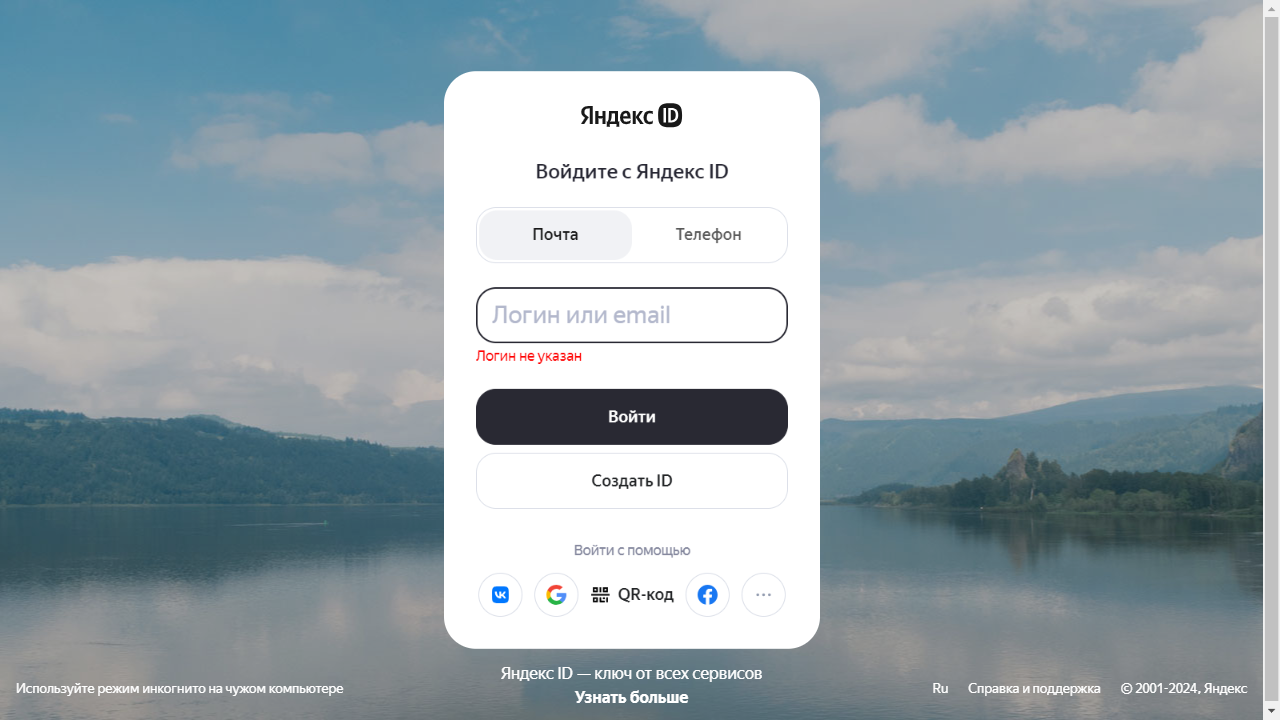 Яндекс ID
Войдите с Яндекс ID
Почта
Телефон
Логин или email
Логин не указан
Войти
Создать ID
Войти с помощью
QR-код
Яндекс ID — ключ от всех сервисов
Узнать больше
Используйте режим инкогнито на чужом компьютере
Ru
Справка и поддержка
© 2001-2024, Яндекс